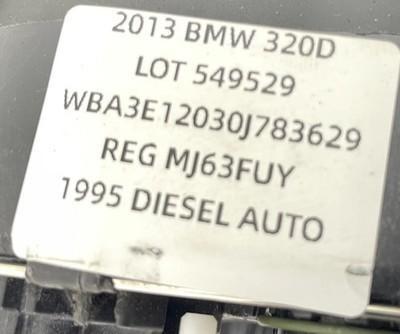 2013 BMW 320D
LOT 549529
WBA3E12030J783629
REG MJ63FUY
1995 DIESEL AUTO